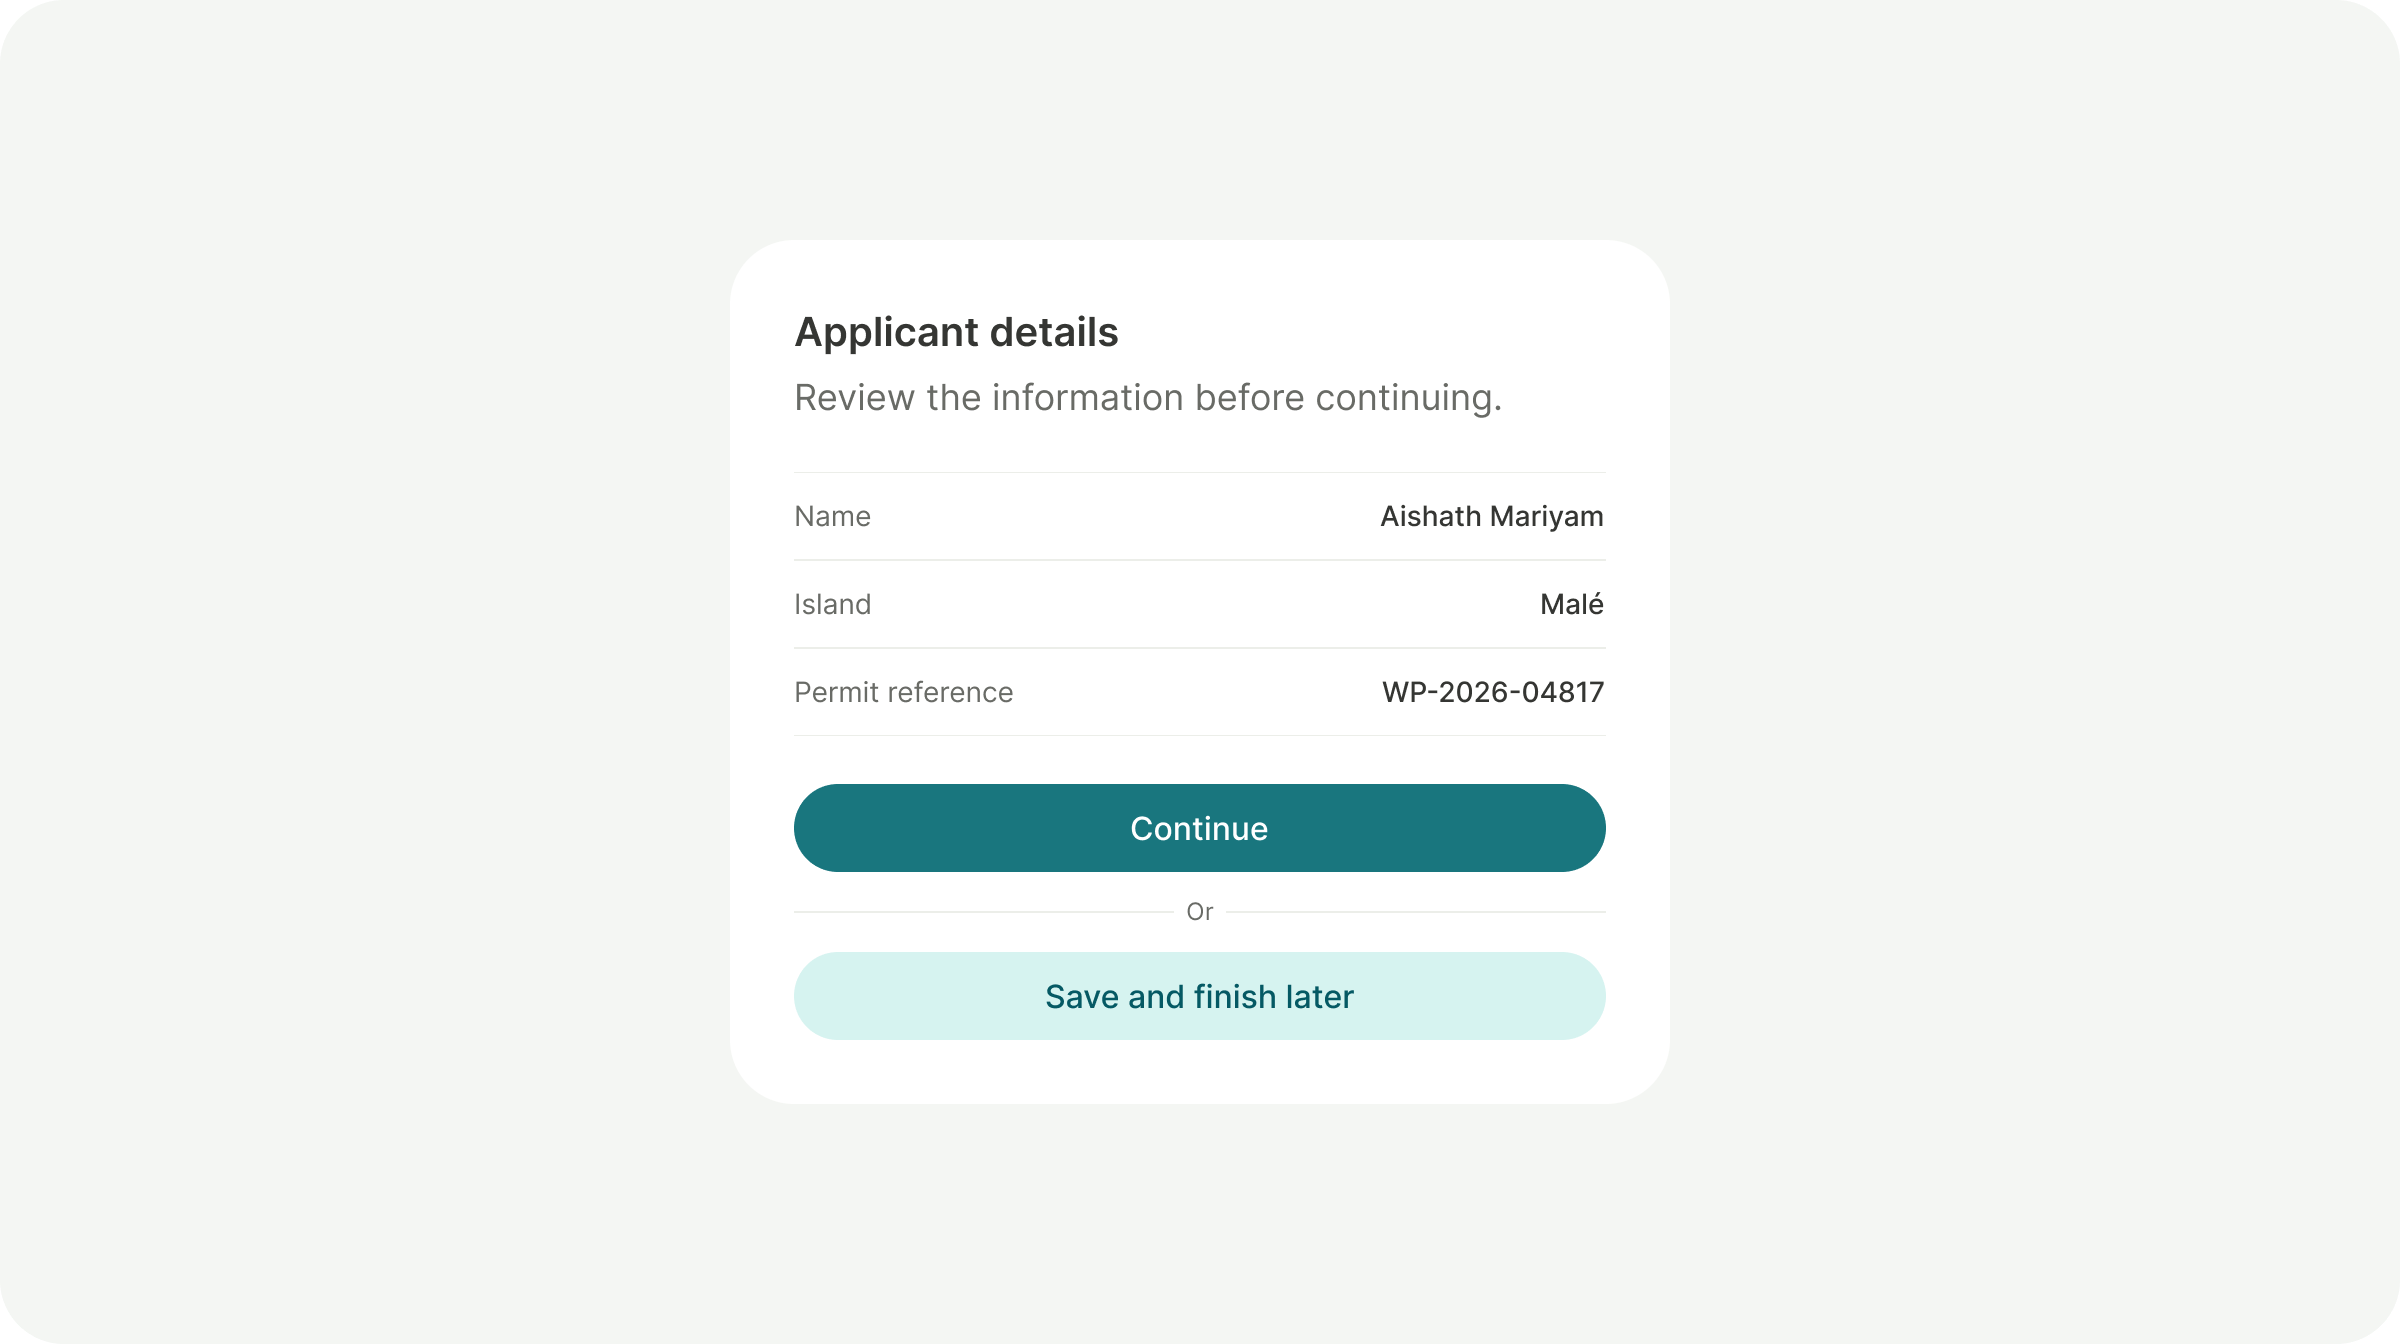 Applicant details
Review the information before continuing.
Name Aishath Mariyam
Island Malé
Permit reference WP-2026-04817
Continue
Or
Save and finish later